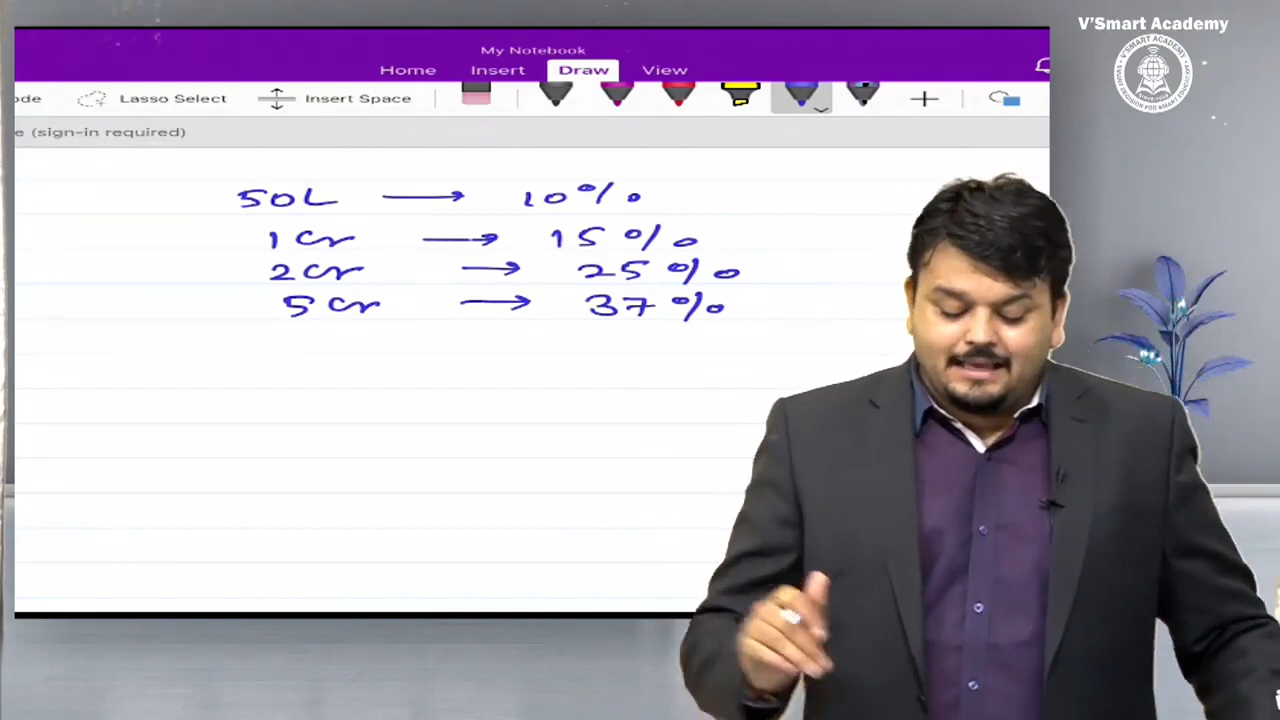 V'Smart Academy
My Notebook
Home Insert Draw View
ode Lasso Select Insert Space
e (sign-in required)
50L → 10%
1 Cr → 15%
2 Cr → 25%
5 Cr → 37%